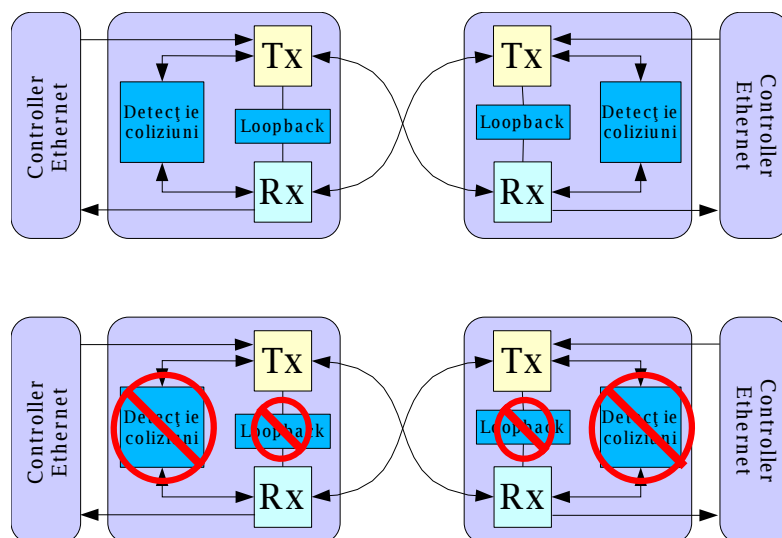 Controller
Ethernet
Detecţie
coliziuni
Tx
Loopback
Rx
Tx
Loopback
Rx
Detecţie
coliziuni
Controller
Ethernet
Controller
Ethernet
Detecţie
coliziuni
Tx
Loopback
Rx
Tx
Loopback
Rx
Detecţie
coliziuni
Controller
Ethernet